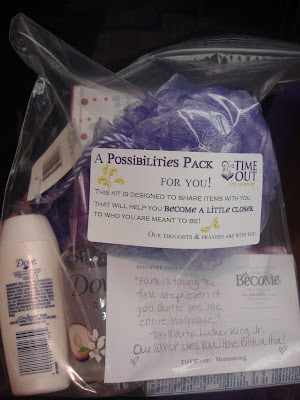 A Possibilities Pack
for you!
TIME
OUT
This kit is designed to share items with you
that will help you Become a little closer
to who you are meant to be!
Our thoughts & prayers are with you.
Dove
Dove
Become
"Faith is taking the
first step even if
you don't see the
entire staircase."
-Dr. Martin Luther King Jr.
Our savior loves you! Have faith in Him!